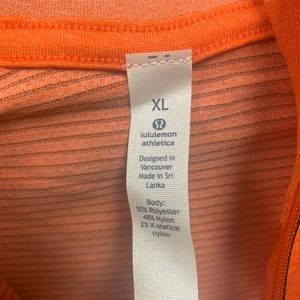 XL
lululemon
athletica
Designed in
Vancouver
Made in Sri
Lanka
Body:
50% Polyester
48% Nylon
2% X-static®
nylon